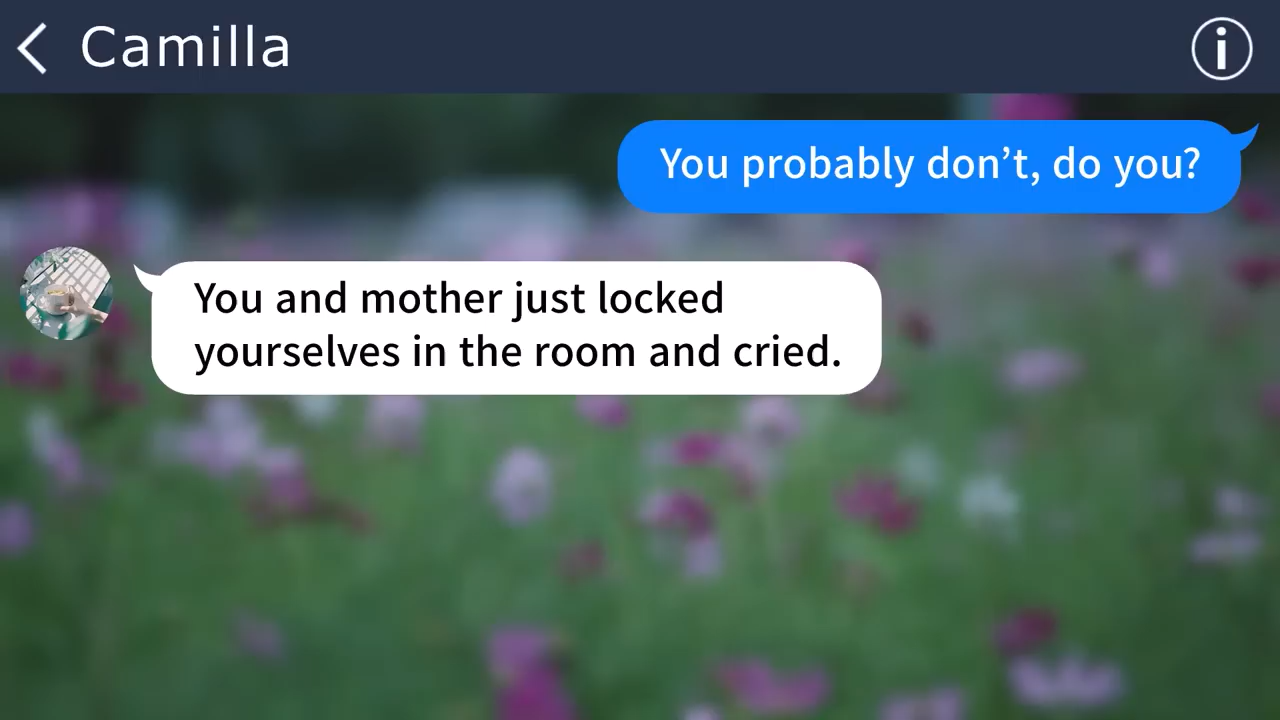 Camilla
You probably don’t, do you?
You and mother just locked
yourselves in the room and cried.